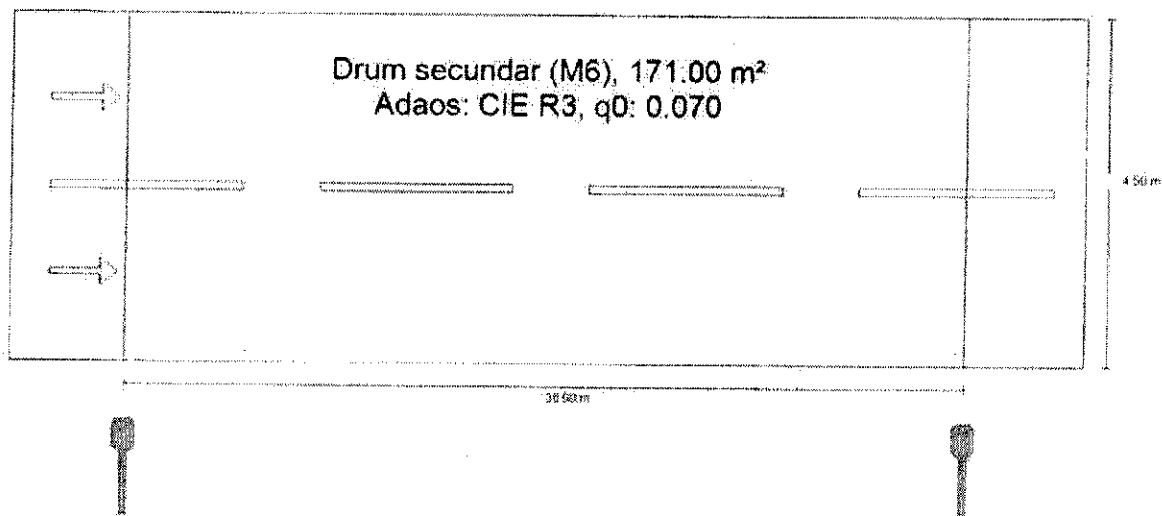 Drum secundar (M6), 171.00 m²
Adaos: CIE R3, q0: 0.070
4.50 m
38.00 m